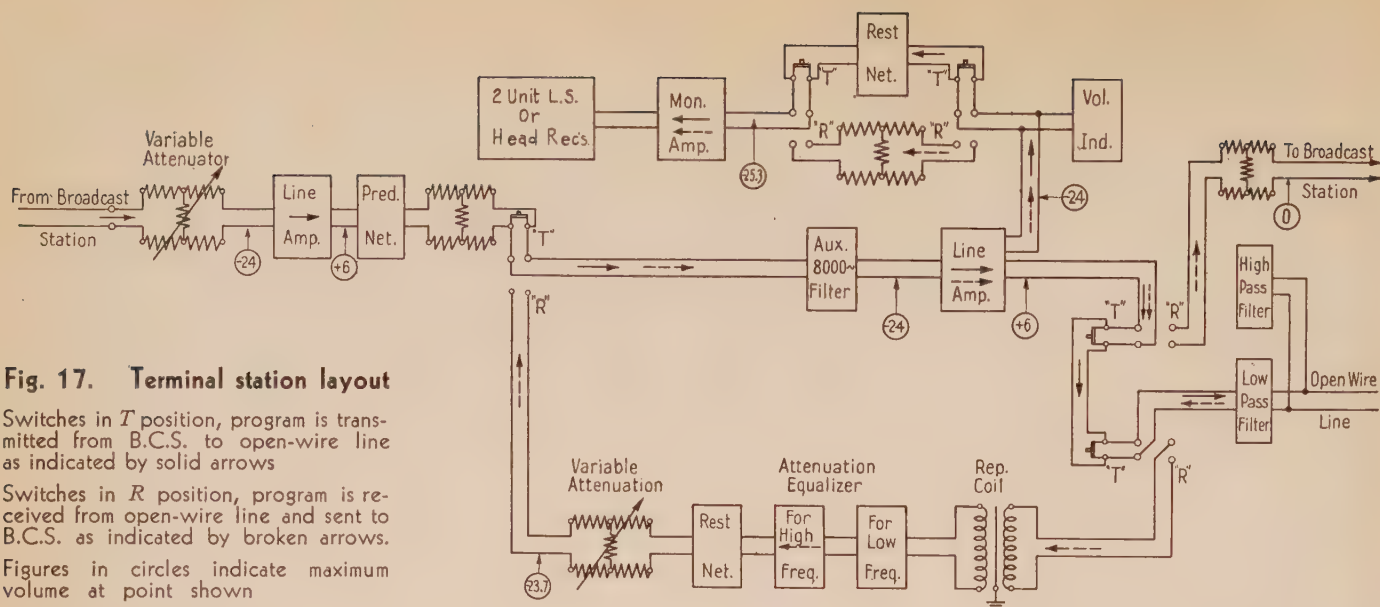 Rest
Net.
"T"
"T"
2 Unit L.S.
Or
Head Rec's.
Mon.
Amp.
Vol.
Ind.
"R"
"R"
-25.3
-24
Variable
Attenuator
From Broadcast
Station
Line
Amp.
Pred.
Net.
-24
+6
"T"
"R"
Aux.
8000~
Filter
Line
Amp.
-24
+6
To Broadcast
Station
0
High
Pass
Filter
"T"
"R"
Low
Pass
Filter
Open Wire
Line
"T"
"R"
Variable
Attenuation
Attenuation
Equalizer
Rep.
Coil
Rest
Net.
For
High
Freq.
For
Low
Freq.
-23.7
Fig. 17. Terminal station layout
Switches in T position, program is trans-
mitted from B.C.S. to open-wire line
as indicated by solid arrows
Switches in R position, program is re-
ceived from open-wire line and sent to
B.C.S. as indicated by broken arrows.
Figures in circles indicate maximum
volume at point shown